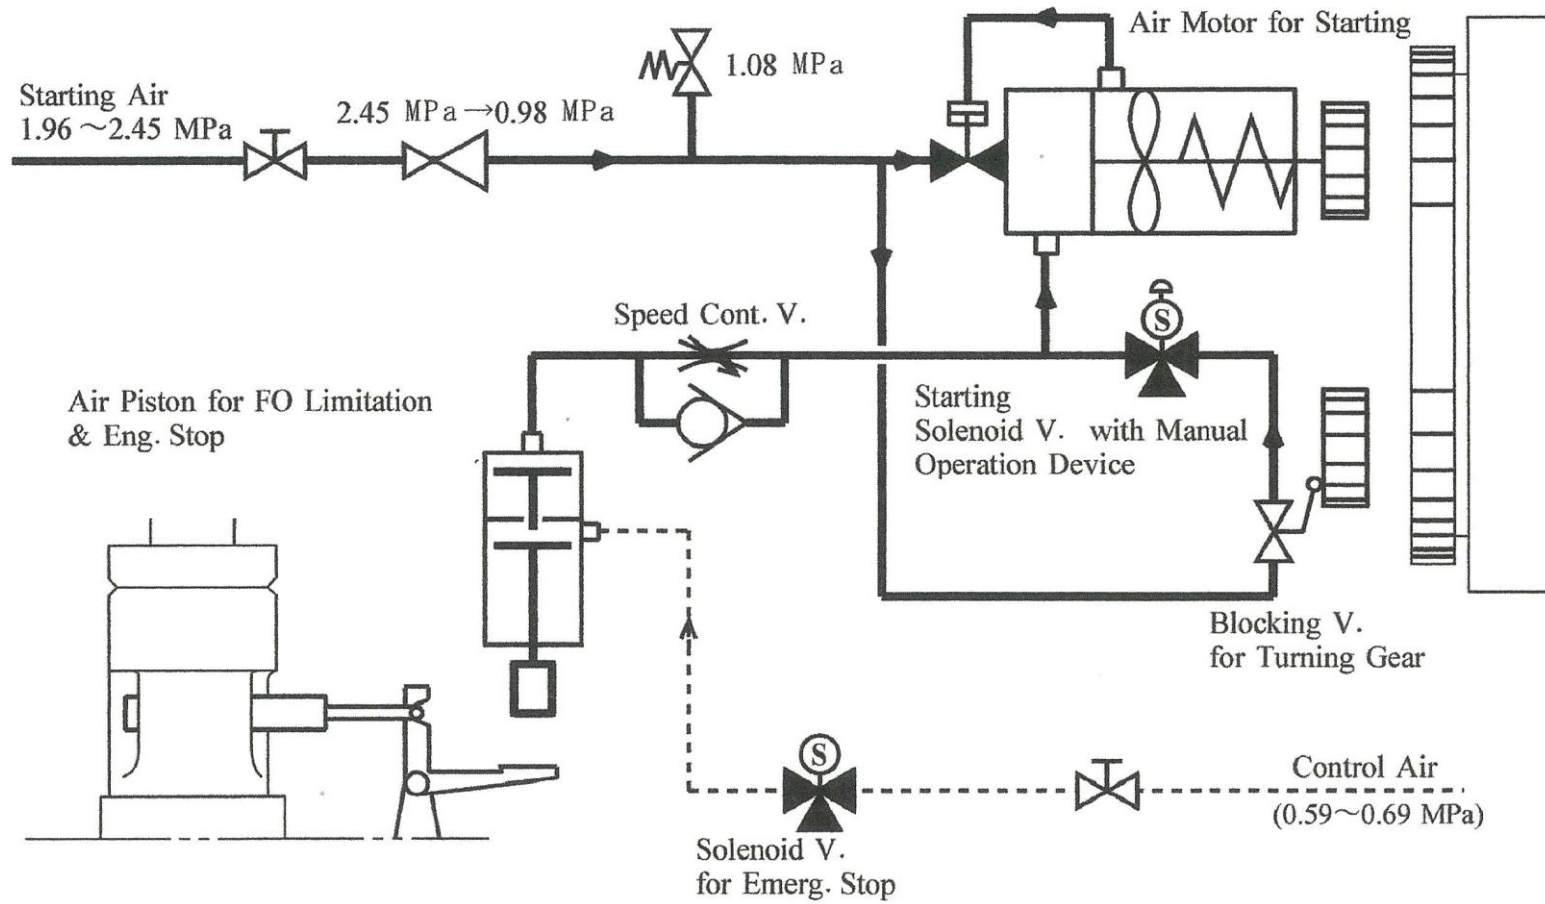 Air Motor for Starting
1.08 MPa
Starting Air
1.96～2.45 MPa
2.45 MPa→0.98 MPa
Speed Cont. V.
S
Air Piston for FO Limitation
& Eng. Stop
Starting
Solenoid V. with Manual
Operation Device
Blocking V.
for Turning Gear
S
Control Air
(0.59～0.69 MPa)
Solenoid V.
for Emerg. Stop